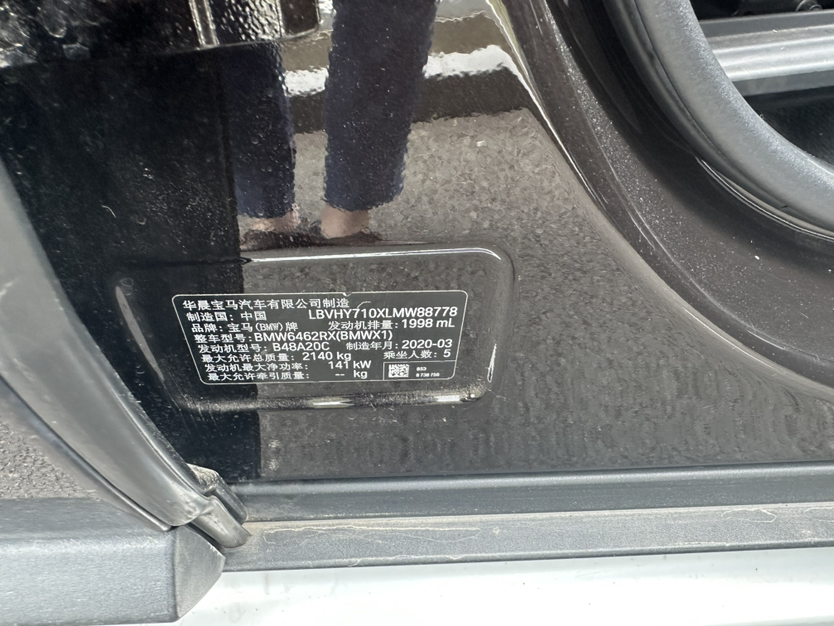 华晨宝马汽车有限公司制造
制造国: 中国 LBVHY710XLMW88778
品牌: 宝马(BMW)牌 发动机排量: 1998 mL
整车型号: BMW6462RX(BMWX1)
发动机型号: B48A20C 制造年月: 2020-03
最大允许总质量: 2140 kg 乘坐人数: 5
发动机最大净功率: 141 kW
最大允许牵引质量: -- kg